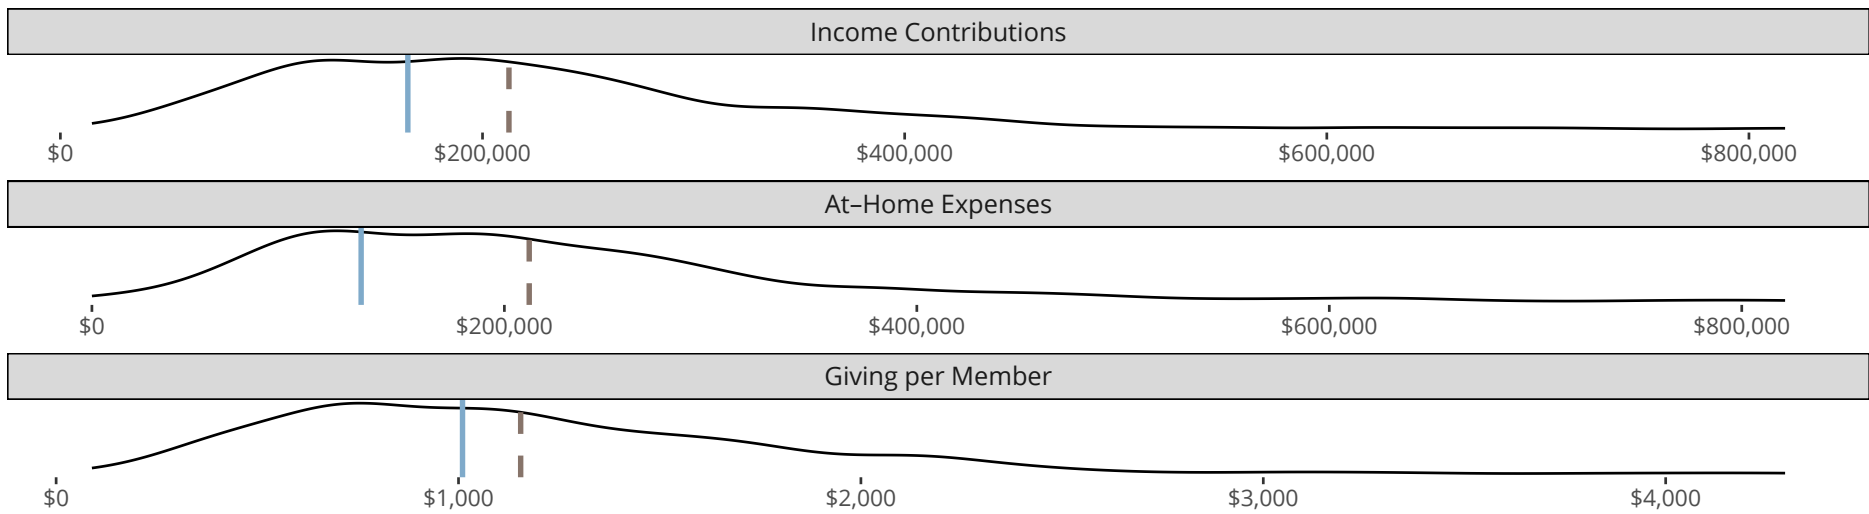 Income Contributions
$0 $200,000 $400,000 $600,000 $800,000
At–Home Expenses
$0 $200,000 $400,000 $600,000 $800,000
Giving per Member
$0 $1,000 $2,000 $3,000 $4,000